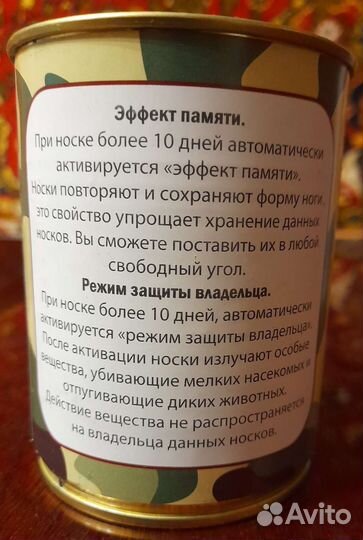 Эффект памяти.
При носке более 10 дней автоматически
активируется «эффект памяти».
Носки повторяют и сохраняют форму ноги,
это свойство упрощает хранение данных
носков. Вы сможете поставить их в любой
свободный угол.
Режим защиты владельца.
При носке более 10 дней, автоматически
активируется «режим защиты владельца».
После активации носки излучают особые
вещества, убивающие мелких насекомых и
отпугивающие диких животных.
Действие вещества не распространяется
на владельца данных носков.
Avito